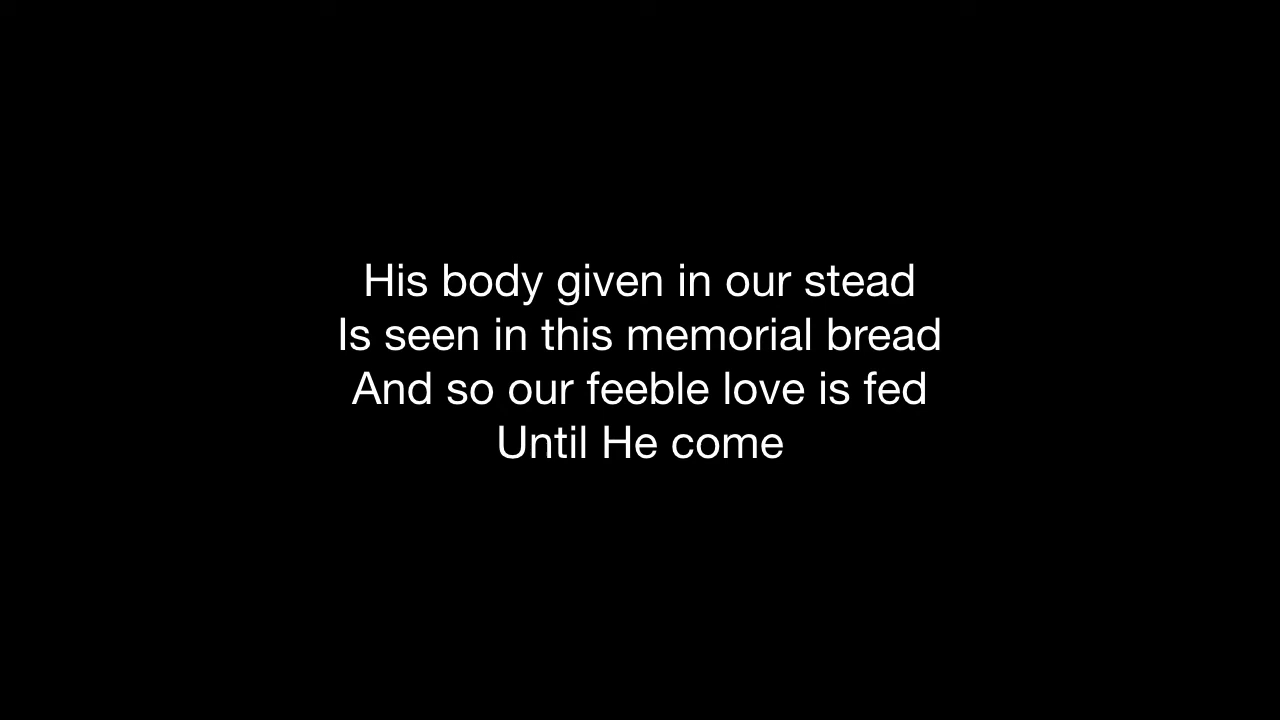 His body given in our stead
Is seen in this memorial bread
And so our feeble love is fed
Until He come